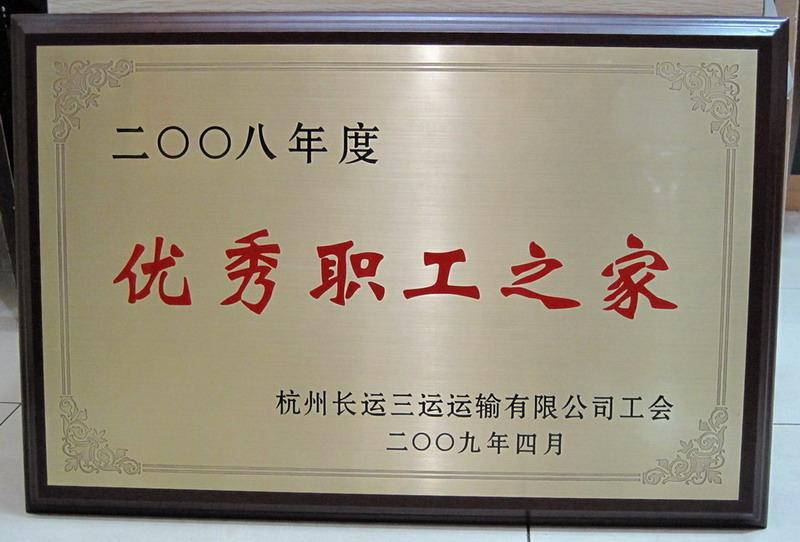 二〇〇八年度
优秀职工之家
杭州长运三运运输有限公司工会
二〇〇九年四月